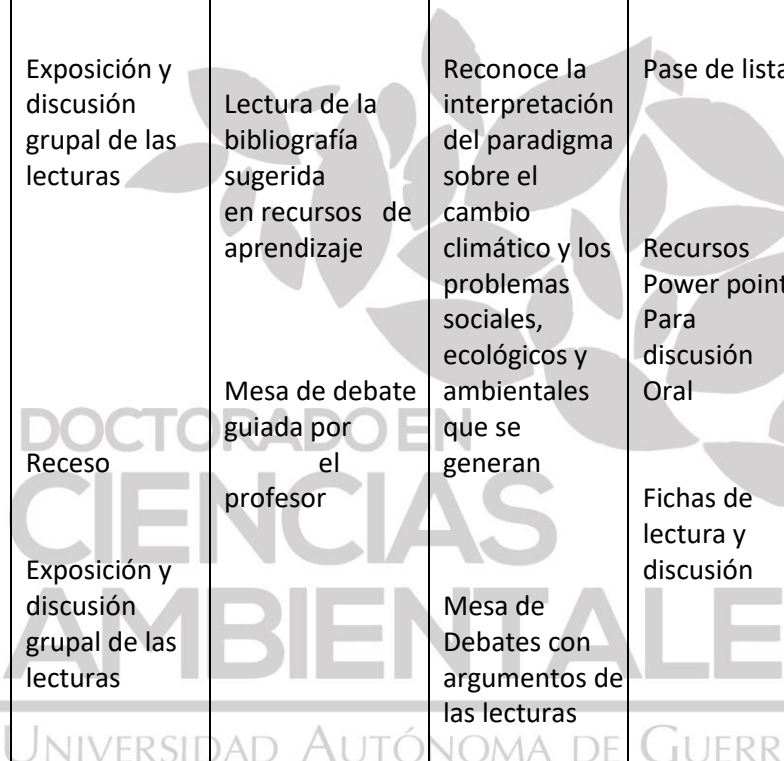 Exposición y
discusión
grupal de las
lecturas
Receso
Exposición y
discusión
grupal de las
lecturas
Lectura de la
bibliografía
sugerida
en recursos de
aprendizaje
Mesa de debate
guiada por
el
profesor
Reconoce la
interpretación
del paradigma
sobre el
cambio
climático y los
problemas
sociales,
ecológicos y
ambientales
que se
generan
Mesa de
Debates con
argumentos de
las lecturas
Pase de lista
Recursos
Power point
Para
discusión
Oral
Fichas de
lectura y
discusión
DOCTORADO EN
CIENCIAS
AMBIENTALE
UNIVERSIDAD AUTÓNOMA DE GUERR